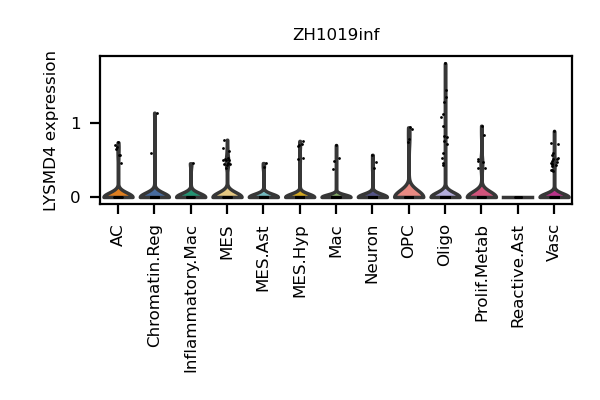 ZH1019inf
LYSMD4 expression
1
0
AC
Chromatin.Reg
Inflammatory.Mac
MES
MES.Ast
MES.Hyp
Mac
Neuron
OPC
Oligo
Prolif.Metab
Reactive.Ast
Vasc